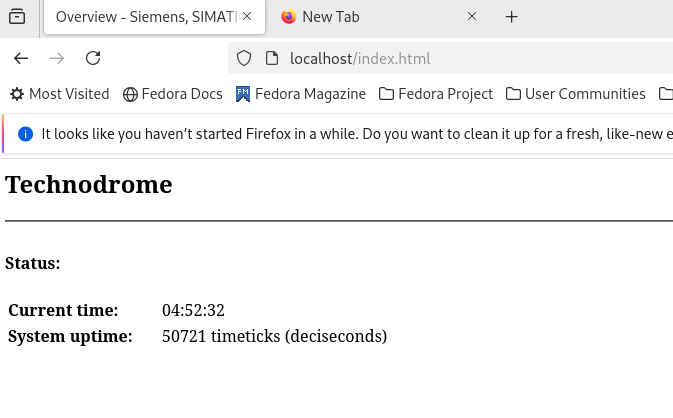 Overview - Siemens, SIMATI
New Tab
localhost/index.html
Most Visited Fedora Docs Fedora Magazine Fedora Project User Communities
It looks like you haven’t started Firefox in a while. Do you want to clean it up for a fresh, like-new e
Technodrome
Status:
Current time: 04:52:32
System uptime: 50721 timeticks (deciseconds)